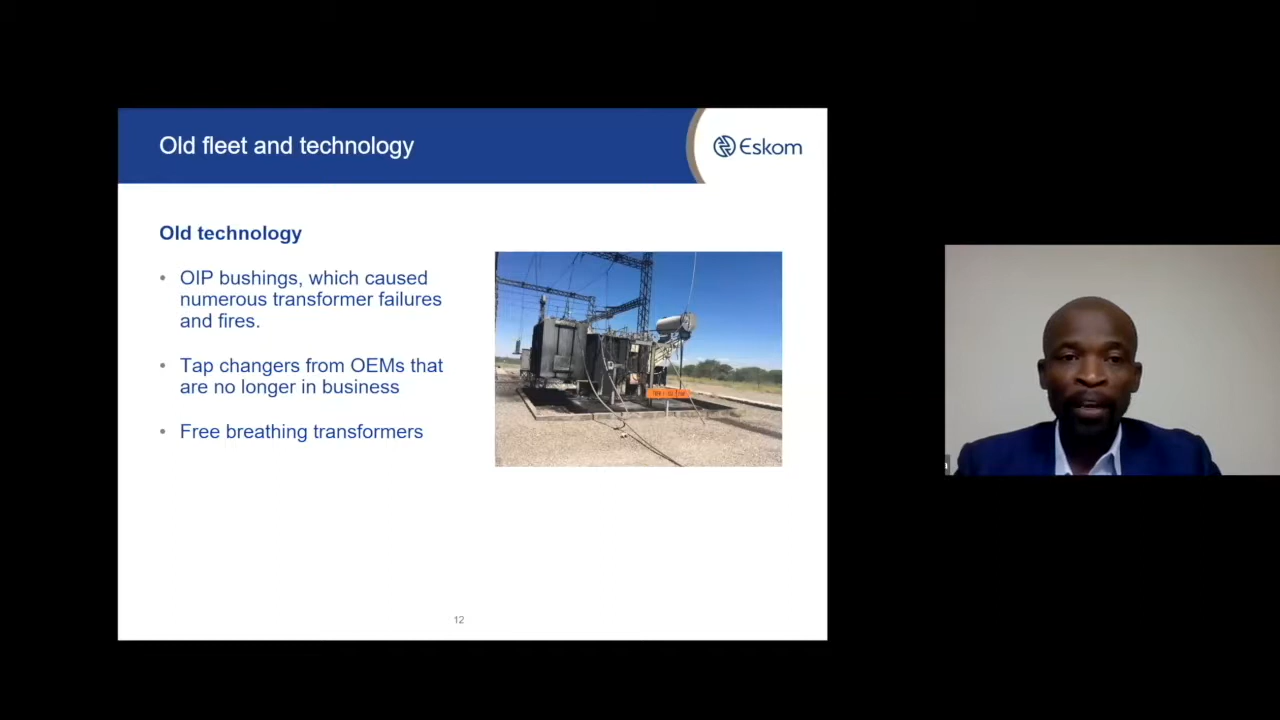 Old fleet and technology
Eskom
Old technology
• OIP bushings, which caused
numerous transformer failures
and fires.
• Tap changers from OEMs that
are no longer in business
• Free breathing transformers
12